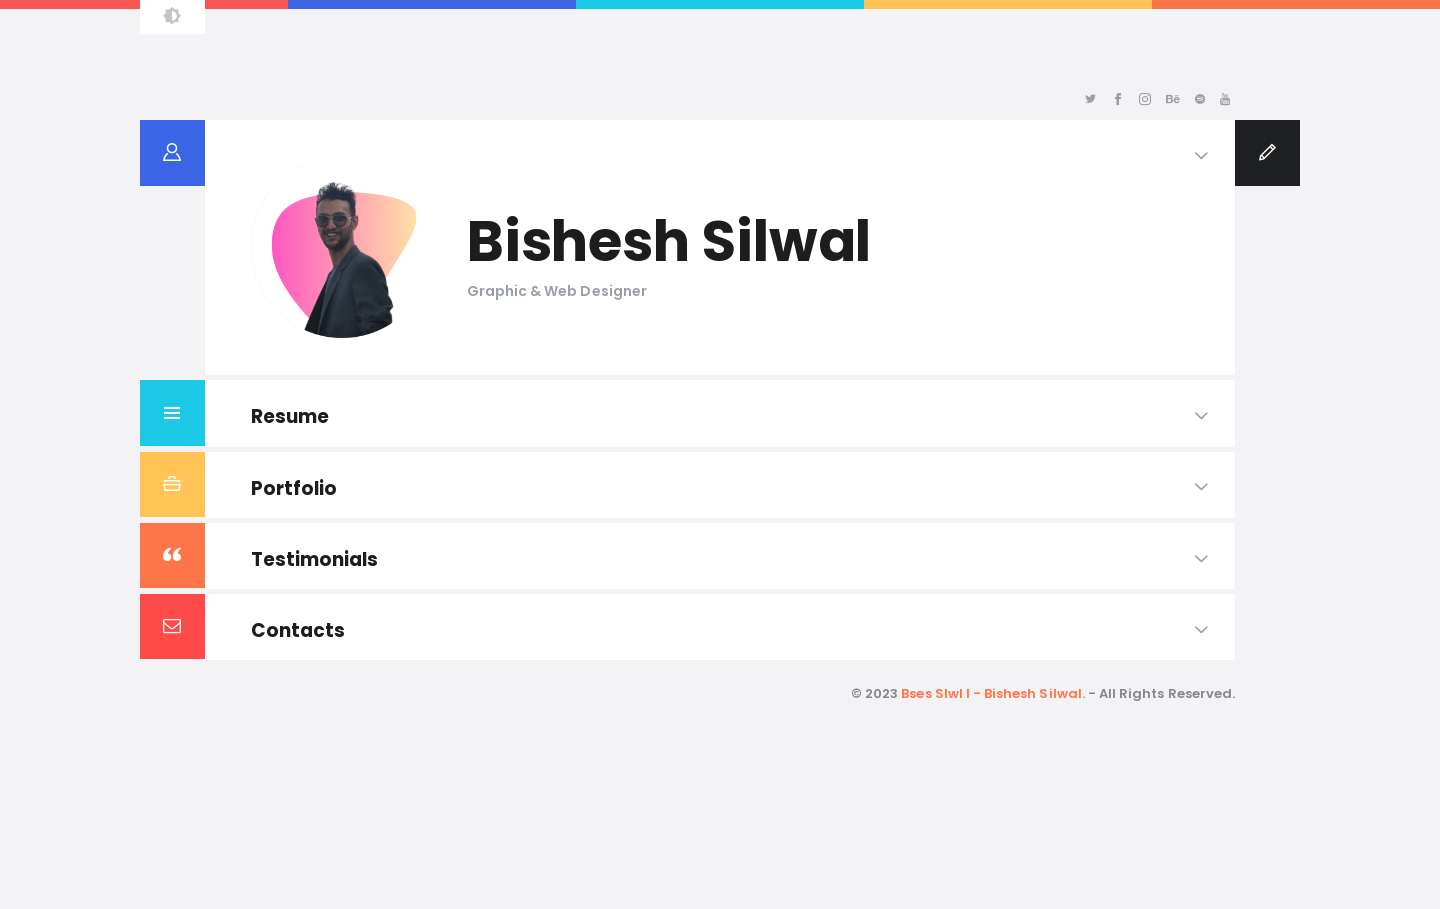 Bē
Bishesh Silwal
Graphic & Web Designer
Resume
Portfolio
Testimonials
Contacts
© 2023 Bses Slwl I - Bishesh Silwal. - All Rights Reserved.